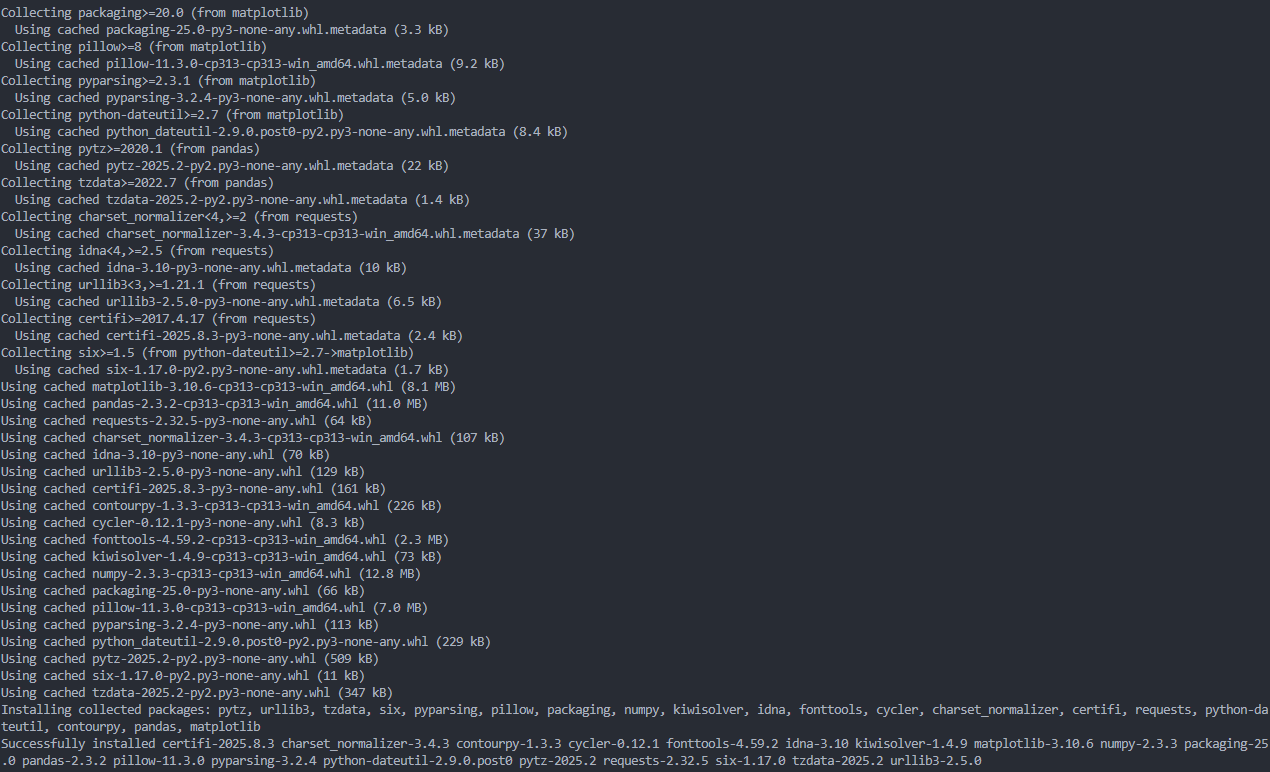 Collecting packaging>=20.0 (from matplotlib)
  Using cached packaging-25.0-py3-none-any.whl.metadata (3.3 kB)
Collecting pillow>=8 (from matplotlib)
  Using cached pillow-11.3.0-cp313-cp313-win_amd64.whl.metadata (9.2 kB)
Collecting pyparsing>=2.3.1 (from matplotlib)
  Using cached pyparsing-3.2.4-py3-none-any.whl.metadata (5.0 kB)
Collecting python-dateutil>=2.7 (from matplotlib)
  Using cached python_dateutil-2.9.0.post0-py2.py3-none-any.whl.metadata (8.4 kB)
Collecting pytz>=2020.1 (from pandas)
  Using cached pytz-2025.2-py2.py3-none-any.whl.metadata (22 kB)
Collecting tzdata>=2022.7 (from pandas)
  Using cached tzdata-2025.2-py2.py3-none-any.whl.metadata (1.4 kB)
Collecting charset_normalizer<4,>=2 (from requests)
  Using cached charset_normalizer-3.4.3-cp313-cp313-win_amd64.whl.metadata (37 kB)
Collecting idna<4,>=2.5 (from requests)
  Using cached idna-3.10-py3-none-any.whl.metadata (10 kB)
Collecting urllib3<3,>=1.21.1 (from requests)
  Using cached urllib3-2.5.0-py3-none-any.whl.metadata (6.5 kB)
Collecting certifi>=2017.4.17 (from requests)
  Using cached certifi-2025.8.3-py3-none-any.whl.metadata (2.4 kB)
Collecting six>=1.5 (from python-dateutil>=2.7->matplotlib)
  Using cached six-1.17.0-py2.py3-none-any.whl.metadata (1.7 kB)
Using cached matplotlib-3.10.6-cp313-cp313-win_amd64.whl (8.1 MB)
Using cached pandas-2.3.2-cp313-cp313-win_amd64.whl (11.0 MB)
Using cached requests-2.32.5-py3-none-any.whl (64 kB)
Using cached charset_normalizer-3.4.3-cp313-cp313-win_amd64.whl (107 kB)
Using cached idna-3.10-py3-none-any.whl (70 kB)
Using cached urllib3-2.5.0-py3-none-any.whl (129 kB)
Using cached certifi-2025.8.3-py3-none-any.whl (161 kB)
Using cached contourpy-1.3.3-cp313-cp313-win_amd64.whl (226 kB)
Using cached cycler-0.12.1-py3-none-any.whl (8.3 kB)
Using cached fonttools-4.59.2-cp313-cp313-win_amd64.whl (2.3 MB)
Using cached kiwisolver-1.4.9-cp313-cp313-win_amd64.whl (73 kB)
Using cached numpy-2.3.3-cp313-cp313-win_amd64.whl (12.8 MB)
Using cached packaging-25.0-py3-none-any.whl (66 kB)
Using cached pillow-11.3.0-cp313-cp313-win_amd64.whl (7.0 MB)
Using cached pyparsing-3.2.4-py3-none-any.whl (113 kB)
Using cached python_dateutil-2.9.0.post0-py2.py3-none-any.whl (229 kB)
Using cached pytz-2025.2-py2.py3-none-any.whl (509 kB)
Using cached six-1.17.0-py2.py3-none-any.whl (11 kB)
Using cached tzdata-2025.2-py2.py3-none-any.whl (347 kB)
Installing collected packages: pytz, urllib3, tzdata, six, pyparsing, pillow, packaging, numpy, kiwisolver, idna, fonttools, cycler, charset_normalizer, certifi, requests, python-da
teutil, contourpy, pandas, matplotlib
Successfully installed certifi-2025.8.3 charset_normalizer-3.4.3 contourpy-1.3.3 cycler-0.12.1 fonttools-4.59.2 idna-3.10 kiwisolver-1.4.9 matplotlib-3.10.6 numpy-2.3.3 packaging-25
.0 pandas-2.3.2 pillow-11.3.0 pyparsing-3.2.4 python-dateutil-2.9.0.post0 pytz-2025.2 requests-2.32.5 six-1.17.0 tzdata-2025.2 urllib3-2.5.0